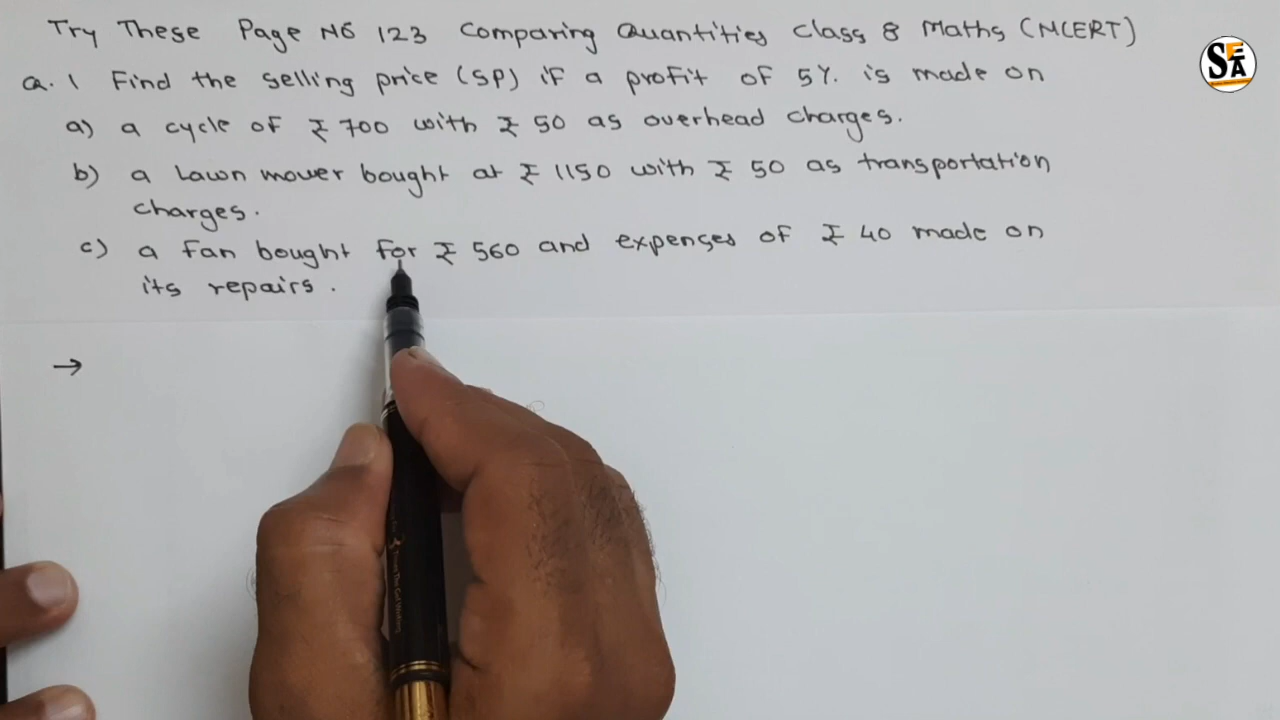 Try These Page No 123 Comparing Quantities Class 8 Maths (NCERT)
Q. 1 Find the selling price (SP) if a profit of 5% is made on
a) a cycle of ₹ 700 with ₹ 50 as overhead charges.
b) a Lawn mower bought at ₹ 1150 with ₹ 50 as transportation
charges.
c) a fan bought for ₹ 560 and expenses of ₹ 40 made on
its repairs.
→
SFA